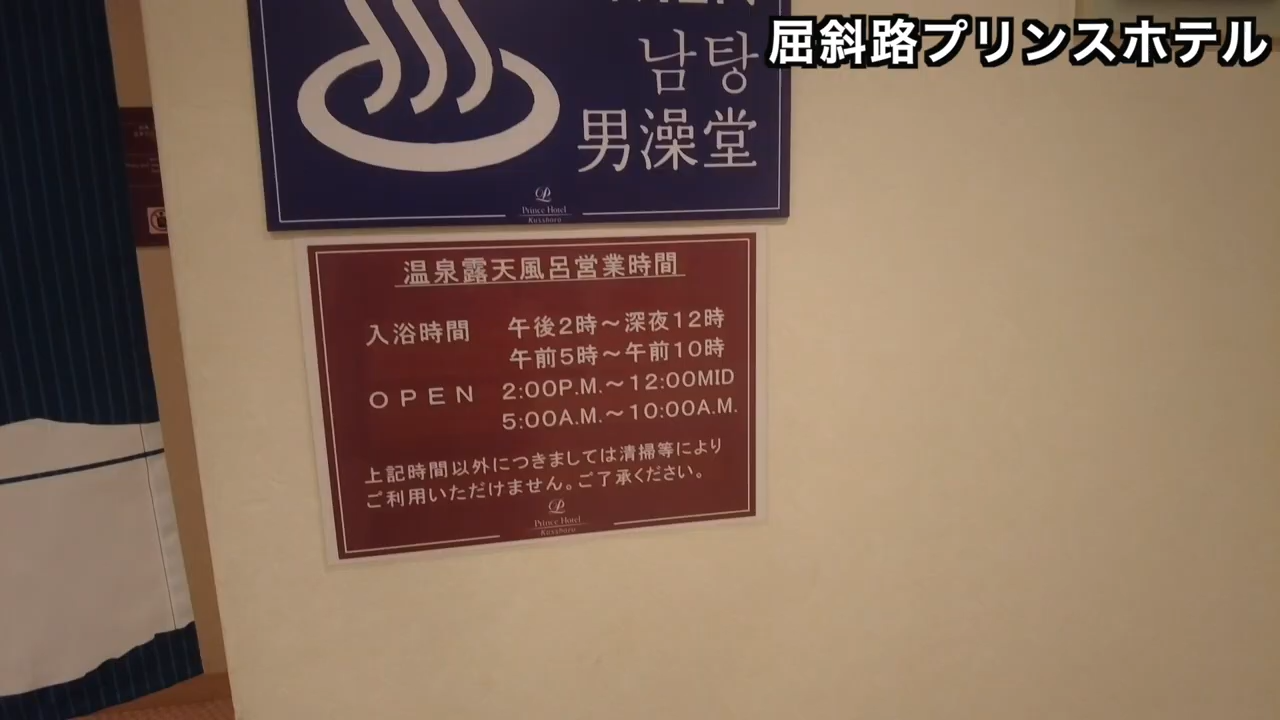 屈斜路プリンスホテル
남탕
男澡堂
Prince Hotel
Kussharo
温泉露天風呂営業時間
入浴時間 午後2時～深夜12時
午前5時～午前10時
OPEN 2:00P.M.～12:00MID
5:00A.M.～10:00A.M.
上記時間以外につきましては清掃等により
ご利用いただけません。ご了承ください。
Prince Hotel
Kussharo